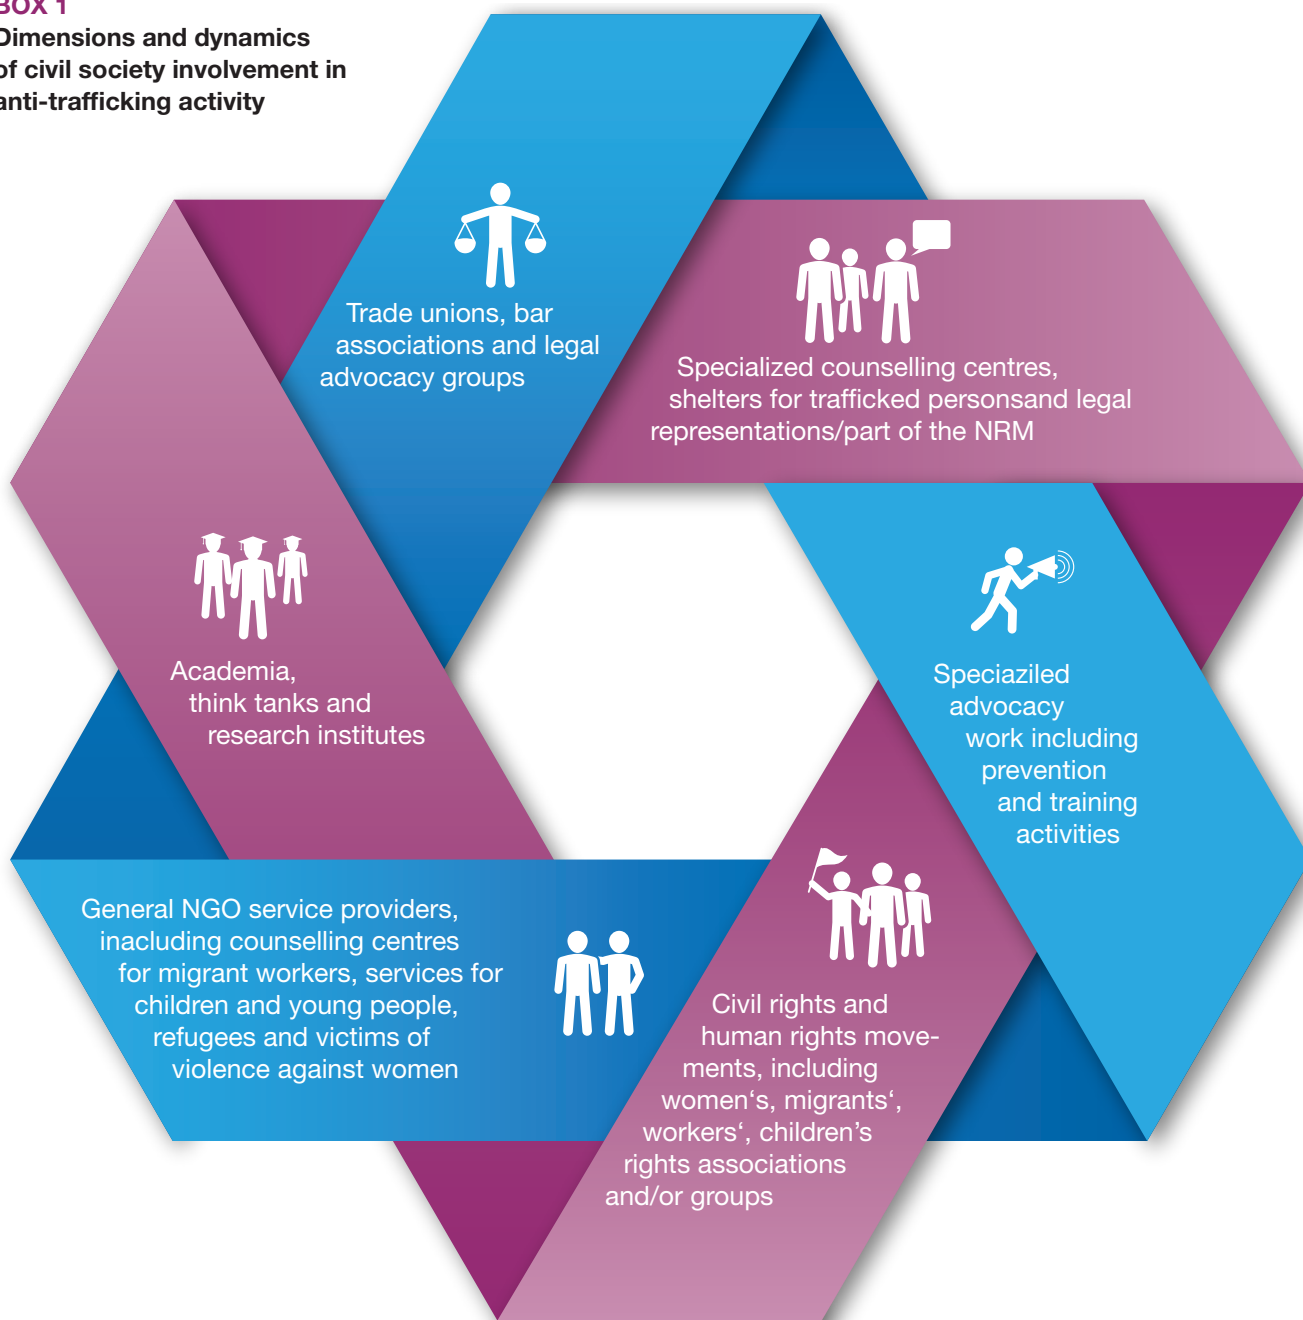 BOX 1
Dimensions and dynamics
of civil society involvement in
anti-trafficking activity
Trade unions, bar
associations and legal
advocacy groups
Specialized counselling centres,
shelters for trafficked personsand legal
representations/part of the NRM
Academia,
think tanks and
research institutes
Speciaziled
advocacy
work including
prevention
and training
activities
General NGO service providers,
inacluding counselling centres
for migrant workers, services for
children and young people,
refugees and victims of
violence against women
Civil rights and
human rights move-
ments, including
women‘s, migrants‘,
workers‘, children’s
rights associations
and/or groups